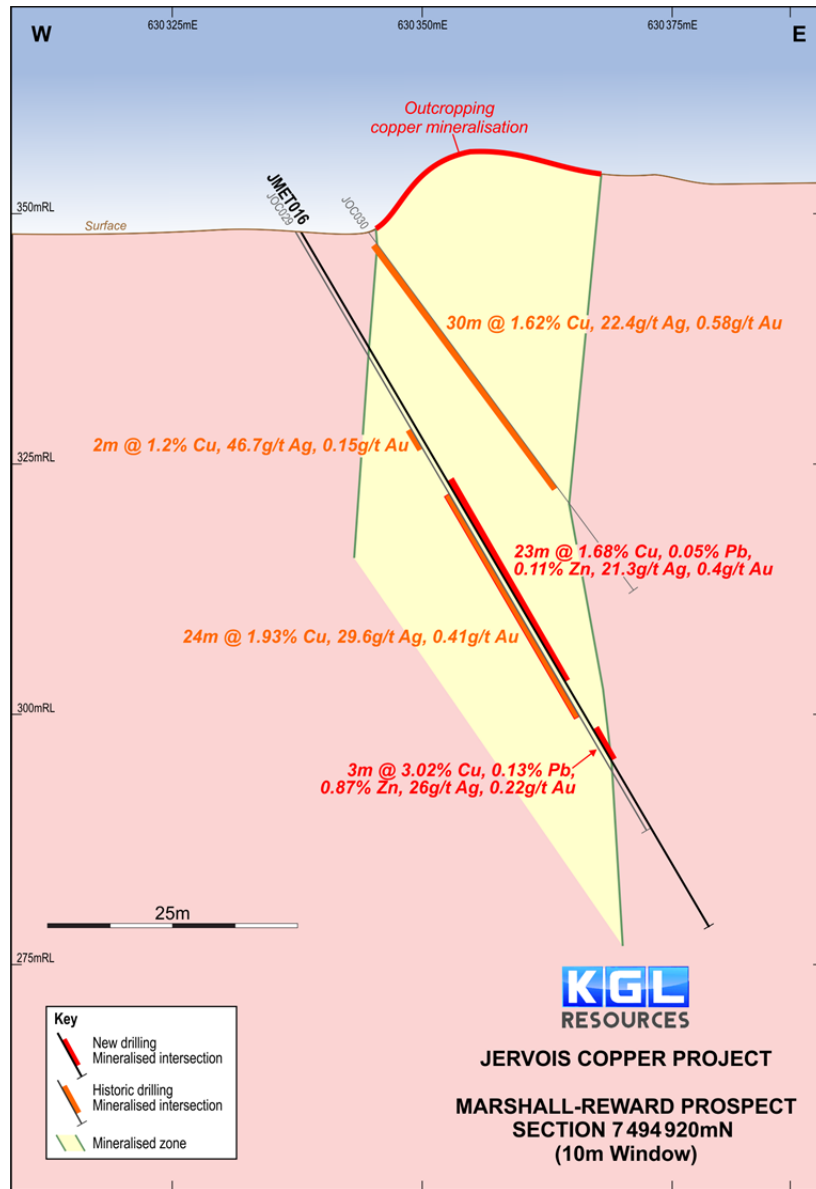 630 325mE
630 350mE
630 375mE
W
E
Outcropping
copper mineralisation
JMET016
JOC029
JOC030
350mRL
Surface
30m @ 1.62% Cu, 22.4g/t Ag, 0.58g/t Au
2m @ 1.2% Cu, 46.7g/t Ag, 0.15g/t Au
325mRL
23m @ 1.68% Cu, 0.05% Pb,
0.11% Zn, 21.3g/t Ag, 0.4g/t Au
24m @ 1.93% Cu, 29.6g/t Ag, 0.41g/t Au
300mRL
3m @ 3.02% Cu, 0.13% Pb,
0.87% Zn, 26g/t Ag, 0.22g/t Au
25m
275mRL
KGL
RESOURCES
JERVOIS COPPER PROJECT
MARSHALL-REWARD PROSPECT
SECTION 7 494 920mN
(10m Window)
Key
New drilling
Mineralised intersection
Historic drilling
Mineralised intersection
Mineralised zone